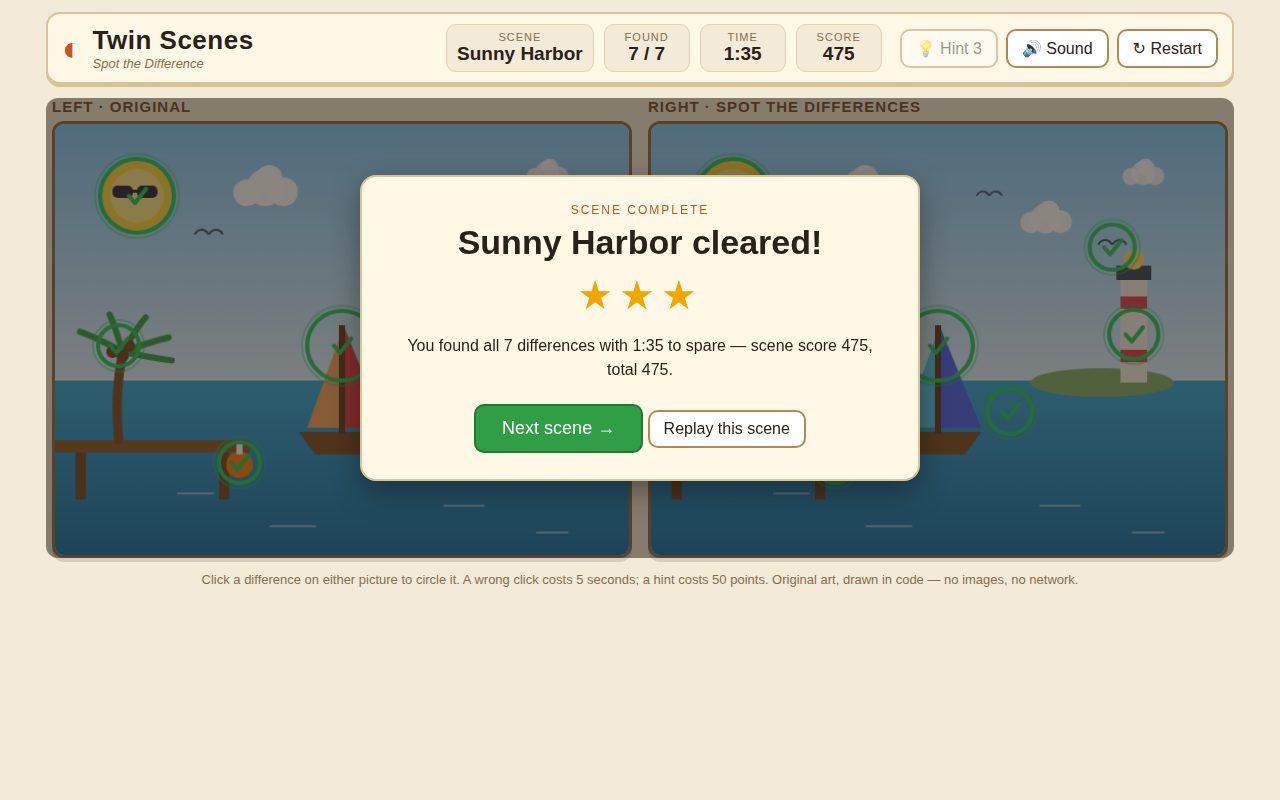 Twin Scenes
Spot the Difference
SCENE
Sunny Harbor
FOUND
7 / 7
TIME
1:35
SCORE
475
💡 Hint 3
🔊 Sound
↻ Restart
LEFT · ORIGINAL
RIGHT · SPOT THE DIFFERENCES
SCENE COMPLETE
Sunny Harbor cleared!
★★★
You found all 7 differences with 1:35 to spare — scene score 475,
total 475.
Next scene →
Replay this scene
Click a difference on either picture to circle it. A wrong click costs 5 seconds; a hint costs 50 points. Original art, drawn in code — no images, no network.